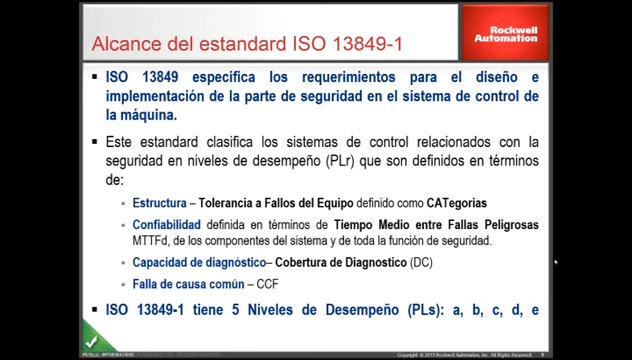 Rockwell
Automation
Alcance del estandard ISO 13849-1
ISO 13849 especifica los requerimientos para el diseño e
implementación de la parte de seguridad en el sistema de control de
la máquina.
Este estandard clasifica los sistemas de control relacionados con la
seguridad en niveles de desempeño (PLr) que son definidos en términos
de:
Estructura – Tolerancia a Fallos del Equipo definido como CATegorias
Confiabilidad definida en términos de Tiempo Medio entre Fallas Peligrosas
MTTFd, de los componentes del sistema y de toda la función de seguridad.
Capacidad de diagnóstico– Cobertura de Diagnostico (DC)
Falla de causa común – CCF
ISO 13849-1 tiene 5 Niveles de Desempeño (PLs): a, b, c, d, e
Copyright © 2013 Rockwell Automation, Inc. All Rights Reserved.